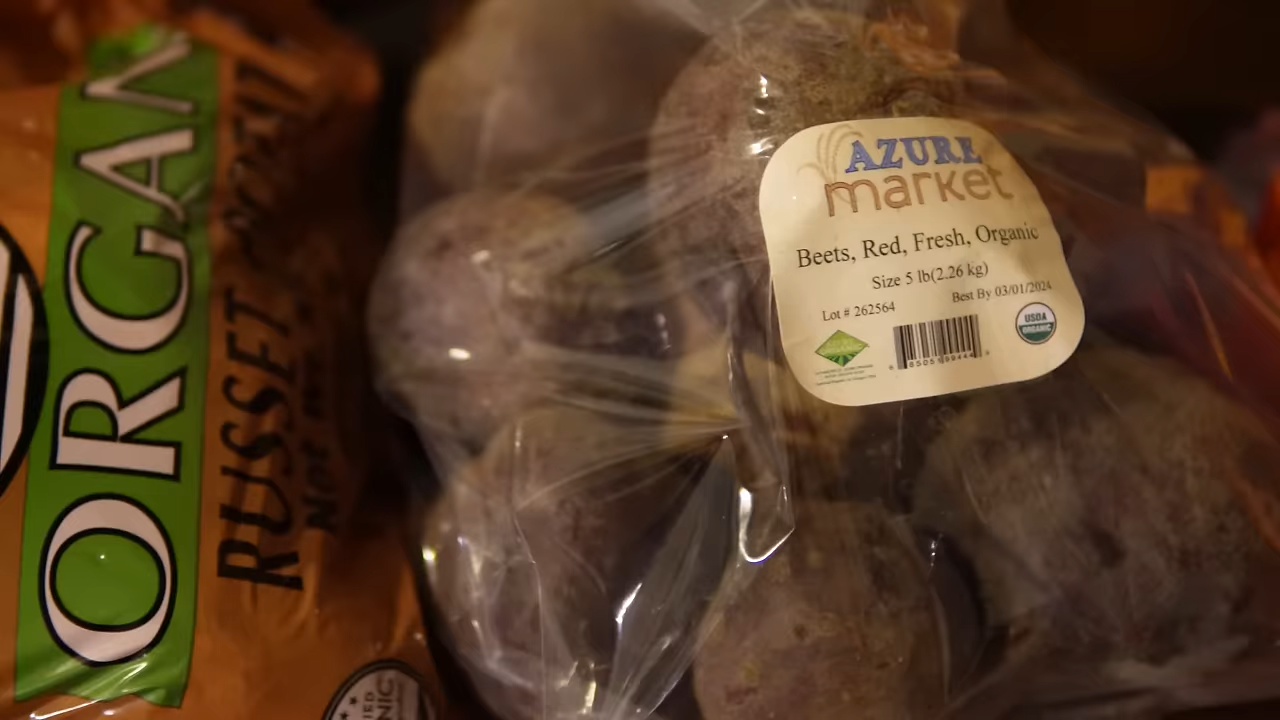 ORGAN
RUSSET
AZURE
market
Beets, Red, Fresh, Organic
Size 5 lb(2.26 kg)
Lot # 262564
Best By 03/01/2024
USDA
ORGANIC